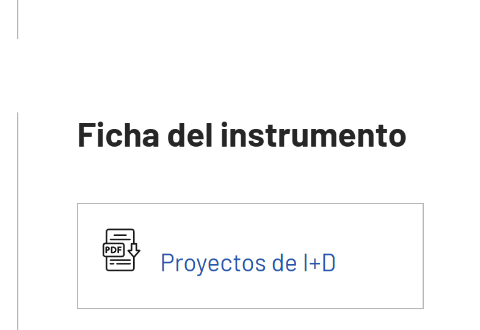 Ficha del instrumento
PDF
Proyectos de I+D